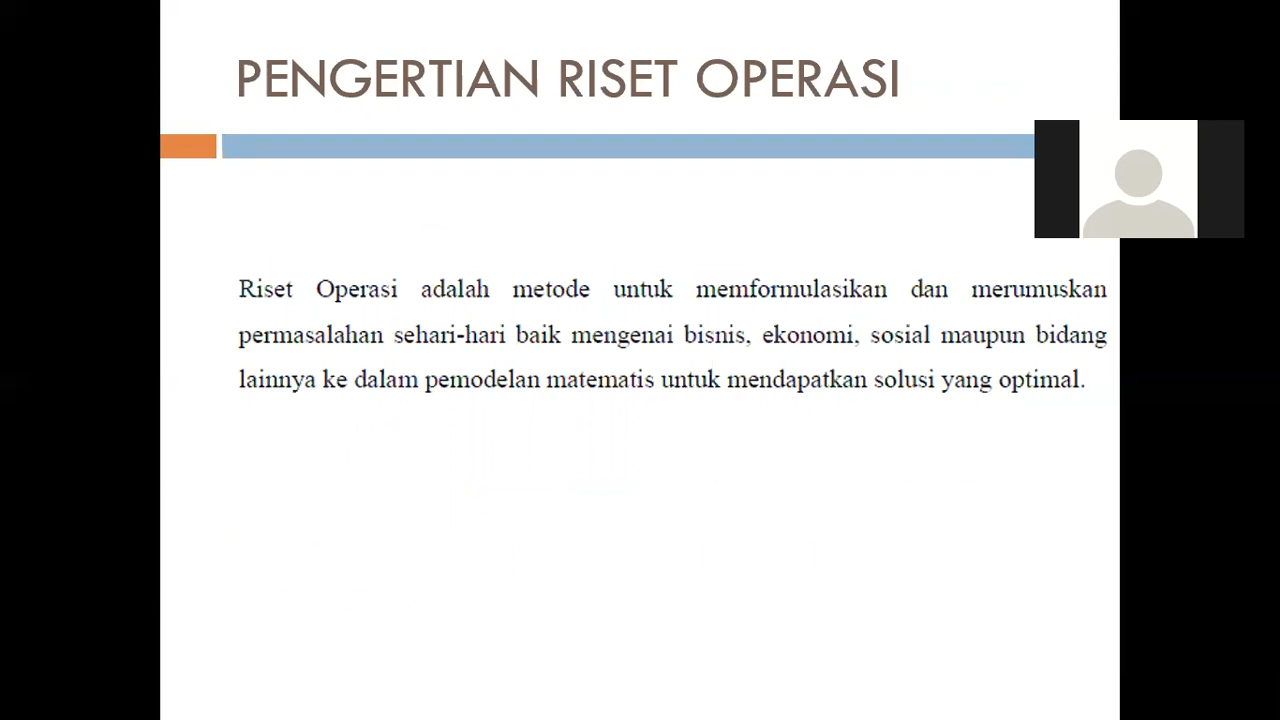 PENGERTIAN RISET OPERASI
Riset Operasi adalah metode untuk memformulasikan dan merumuskan
permasalahan sehari-hari baik mengenai bisnis, ekonomi, sosial maupun bidang
lainnya ke dalam pemodelan matematis untuk mendapatkan solusi yang optimal.